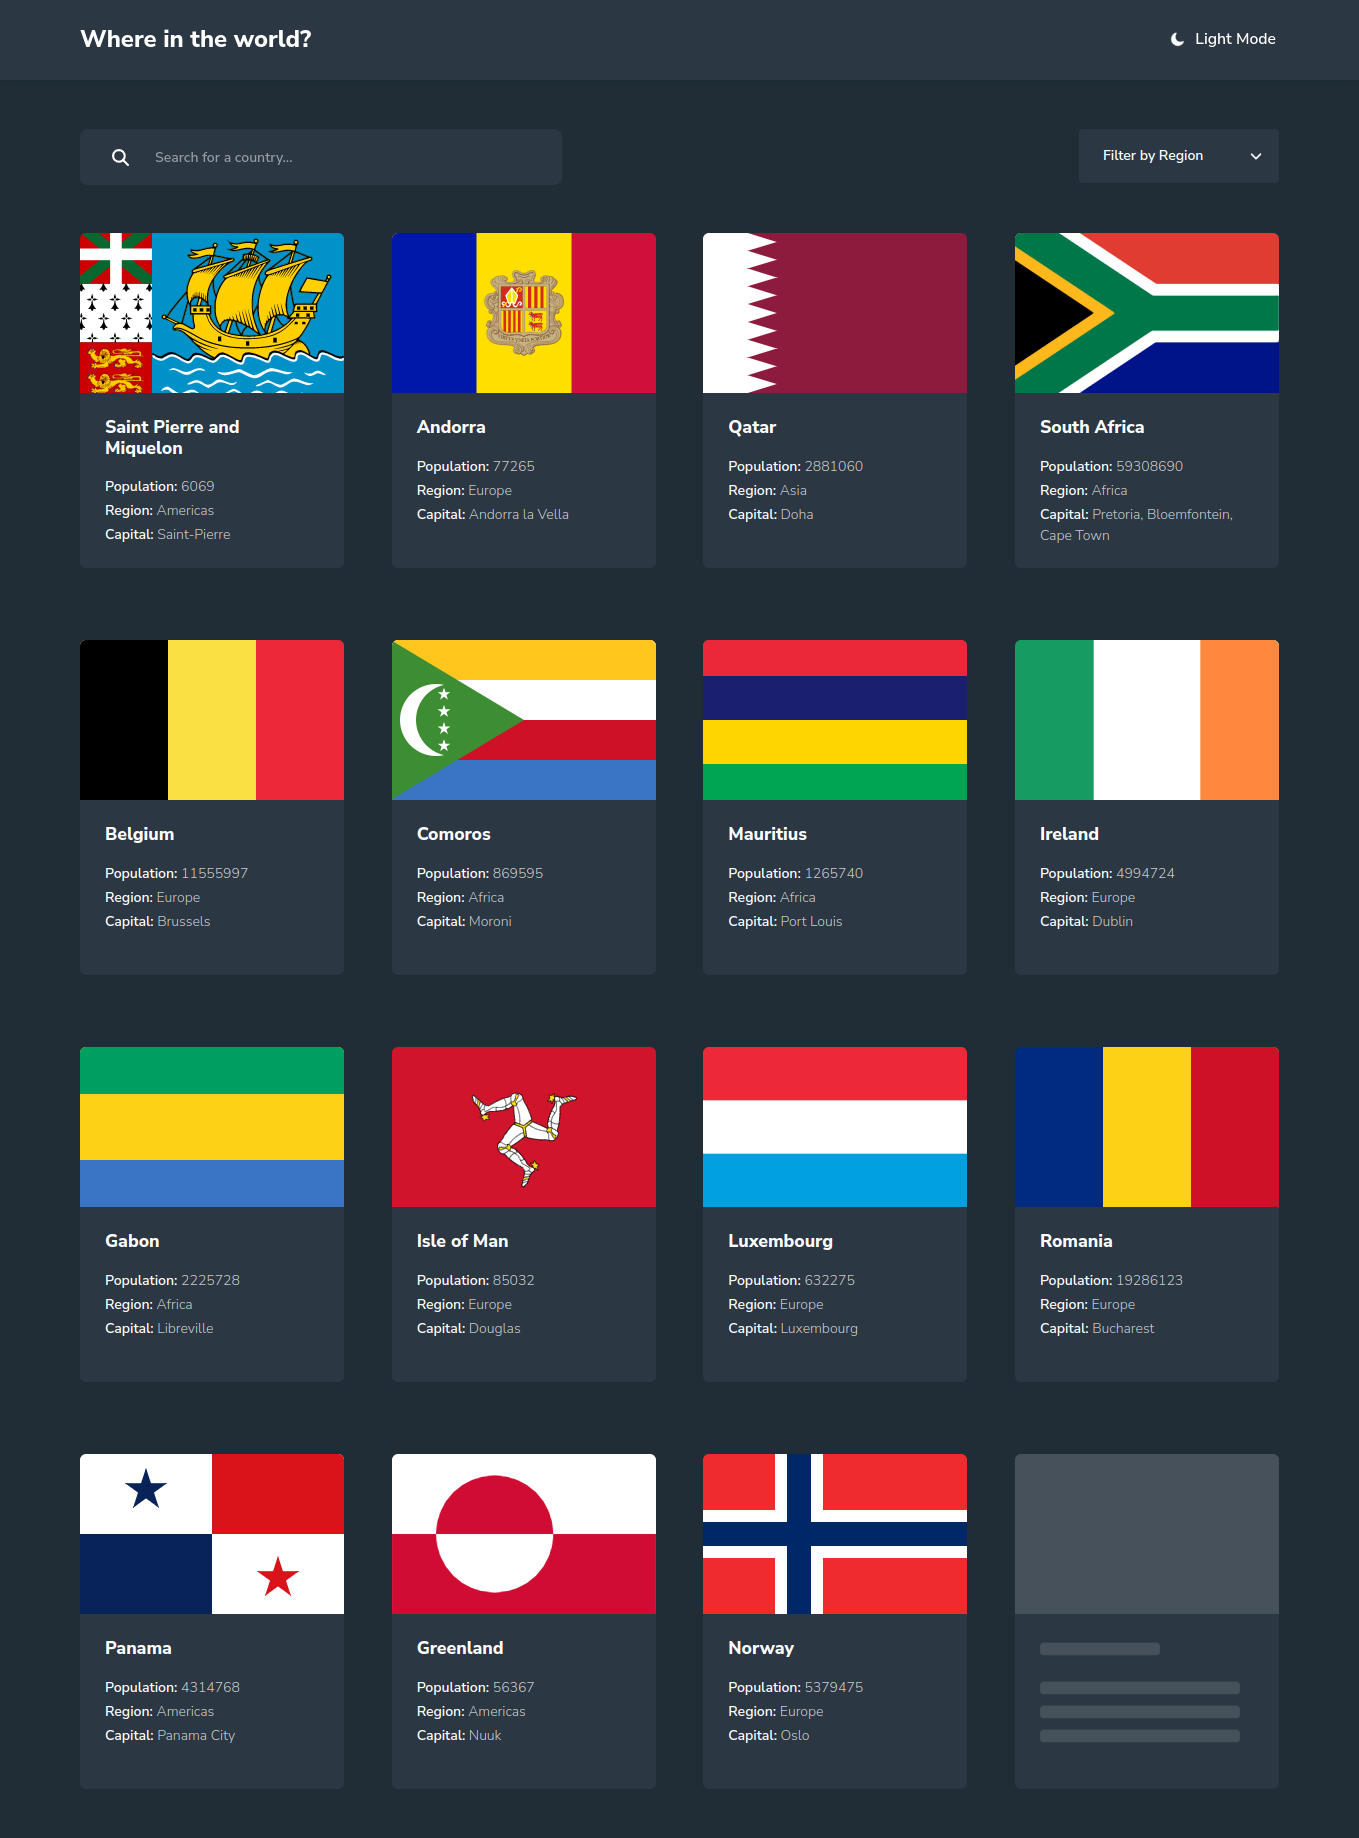 Where in the world?
Light Mode
Search for a country...
Filter by Region
Saint Pierre and
Miquelon
Population: 6069
Region: Americas
Capital: Saint-Pierre
Andorra
Population: 77265
Region: Europe
Capital: Andorra la Vella
Qatar
Population: 2881060
Region: Asia
Capital: Doha
South Africa
Population: 59308690
Region: Africa
Capital: Pretoria, Bloemfontein,
Cape Town
Belgium
Population: 11555997
Region: Europe
Capital: Brussels
Comoros
Population: 869595
Region: Africa
Capital: Moroni
Mauritius
Population: 1265740
Region: Africa
Capital: Port Louis
Ireland
Population: 4994724
Region: Europe
Capital: Dublin
Gabon
Population: 2225728
Region: Africa
Capital: Libreville
Isle of Man
Population: 85032
Region: Europe
Capital: Douglas
Luxembourg
Population: 632275
Region: Europe
Capital: Luxembourg
Romania
Population: 19286123
Region: Europe
Capital: Bucharest
Panama
Population: 4314768
Region: Americas
Capital: Panama City
Greenland
Population: 56367
Region: Americas
Capital: Nuuk
Norway
Population: 5379475
Region: Europe
Capital: Oslo